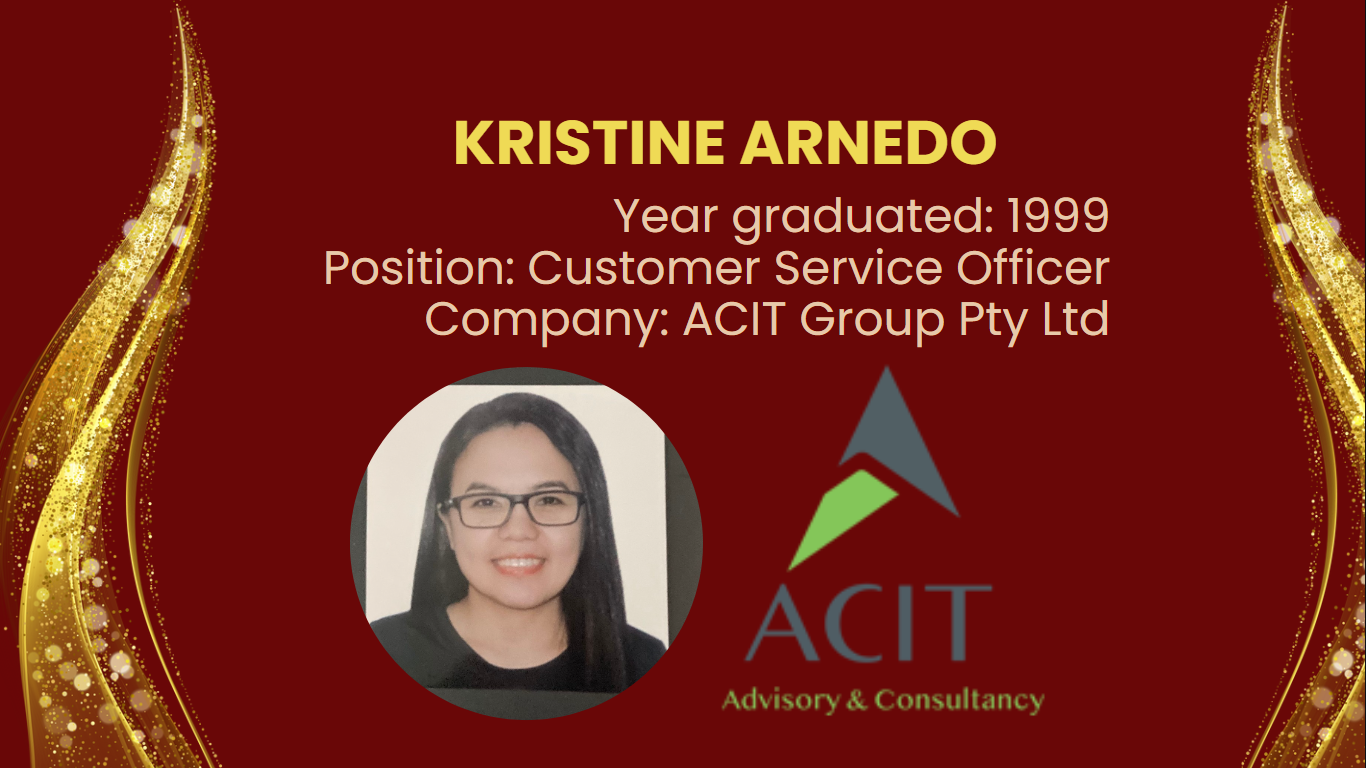 KRISTINE ARNEDO
Year graduated: 1999
Position: Customer Service Officer
Company: ACIT Group Pty Ltd
ACIT
Advisory & Consultancy